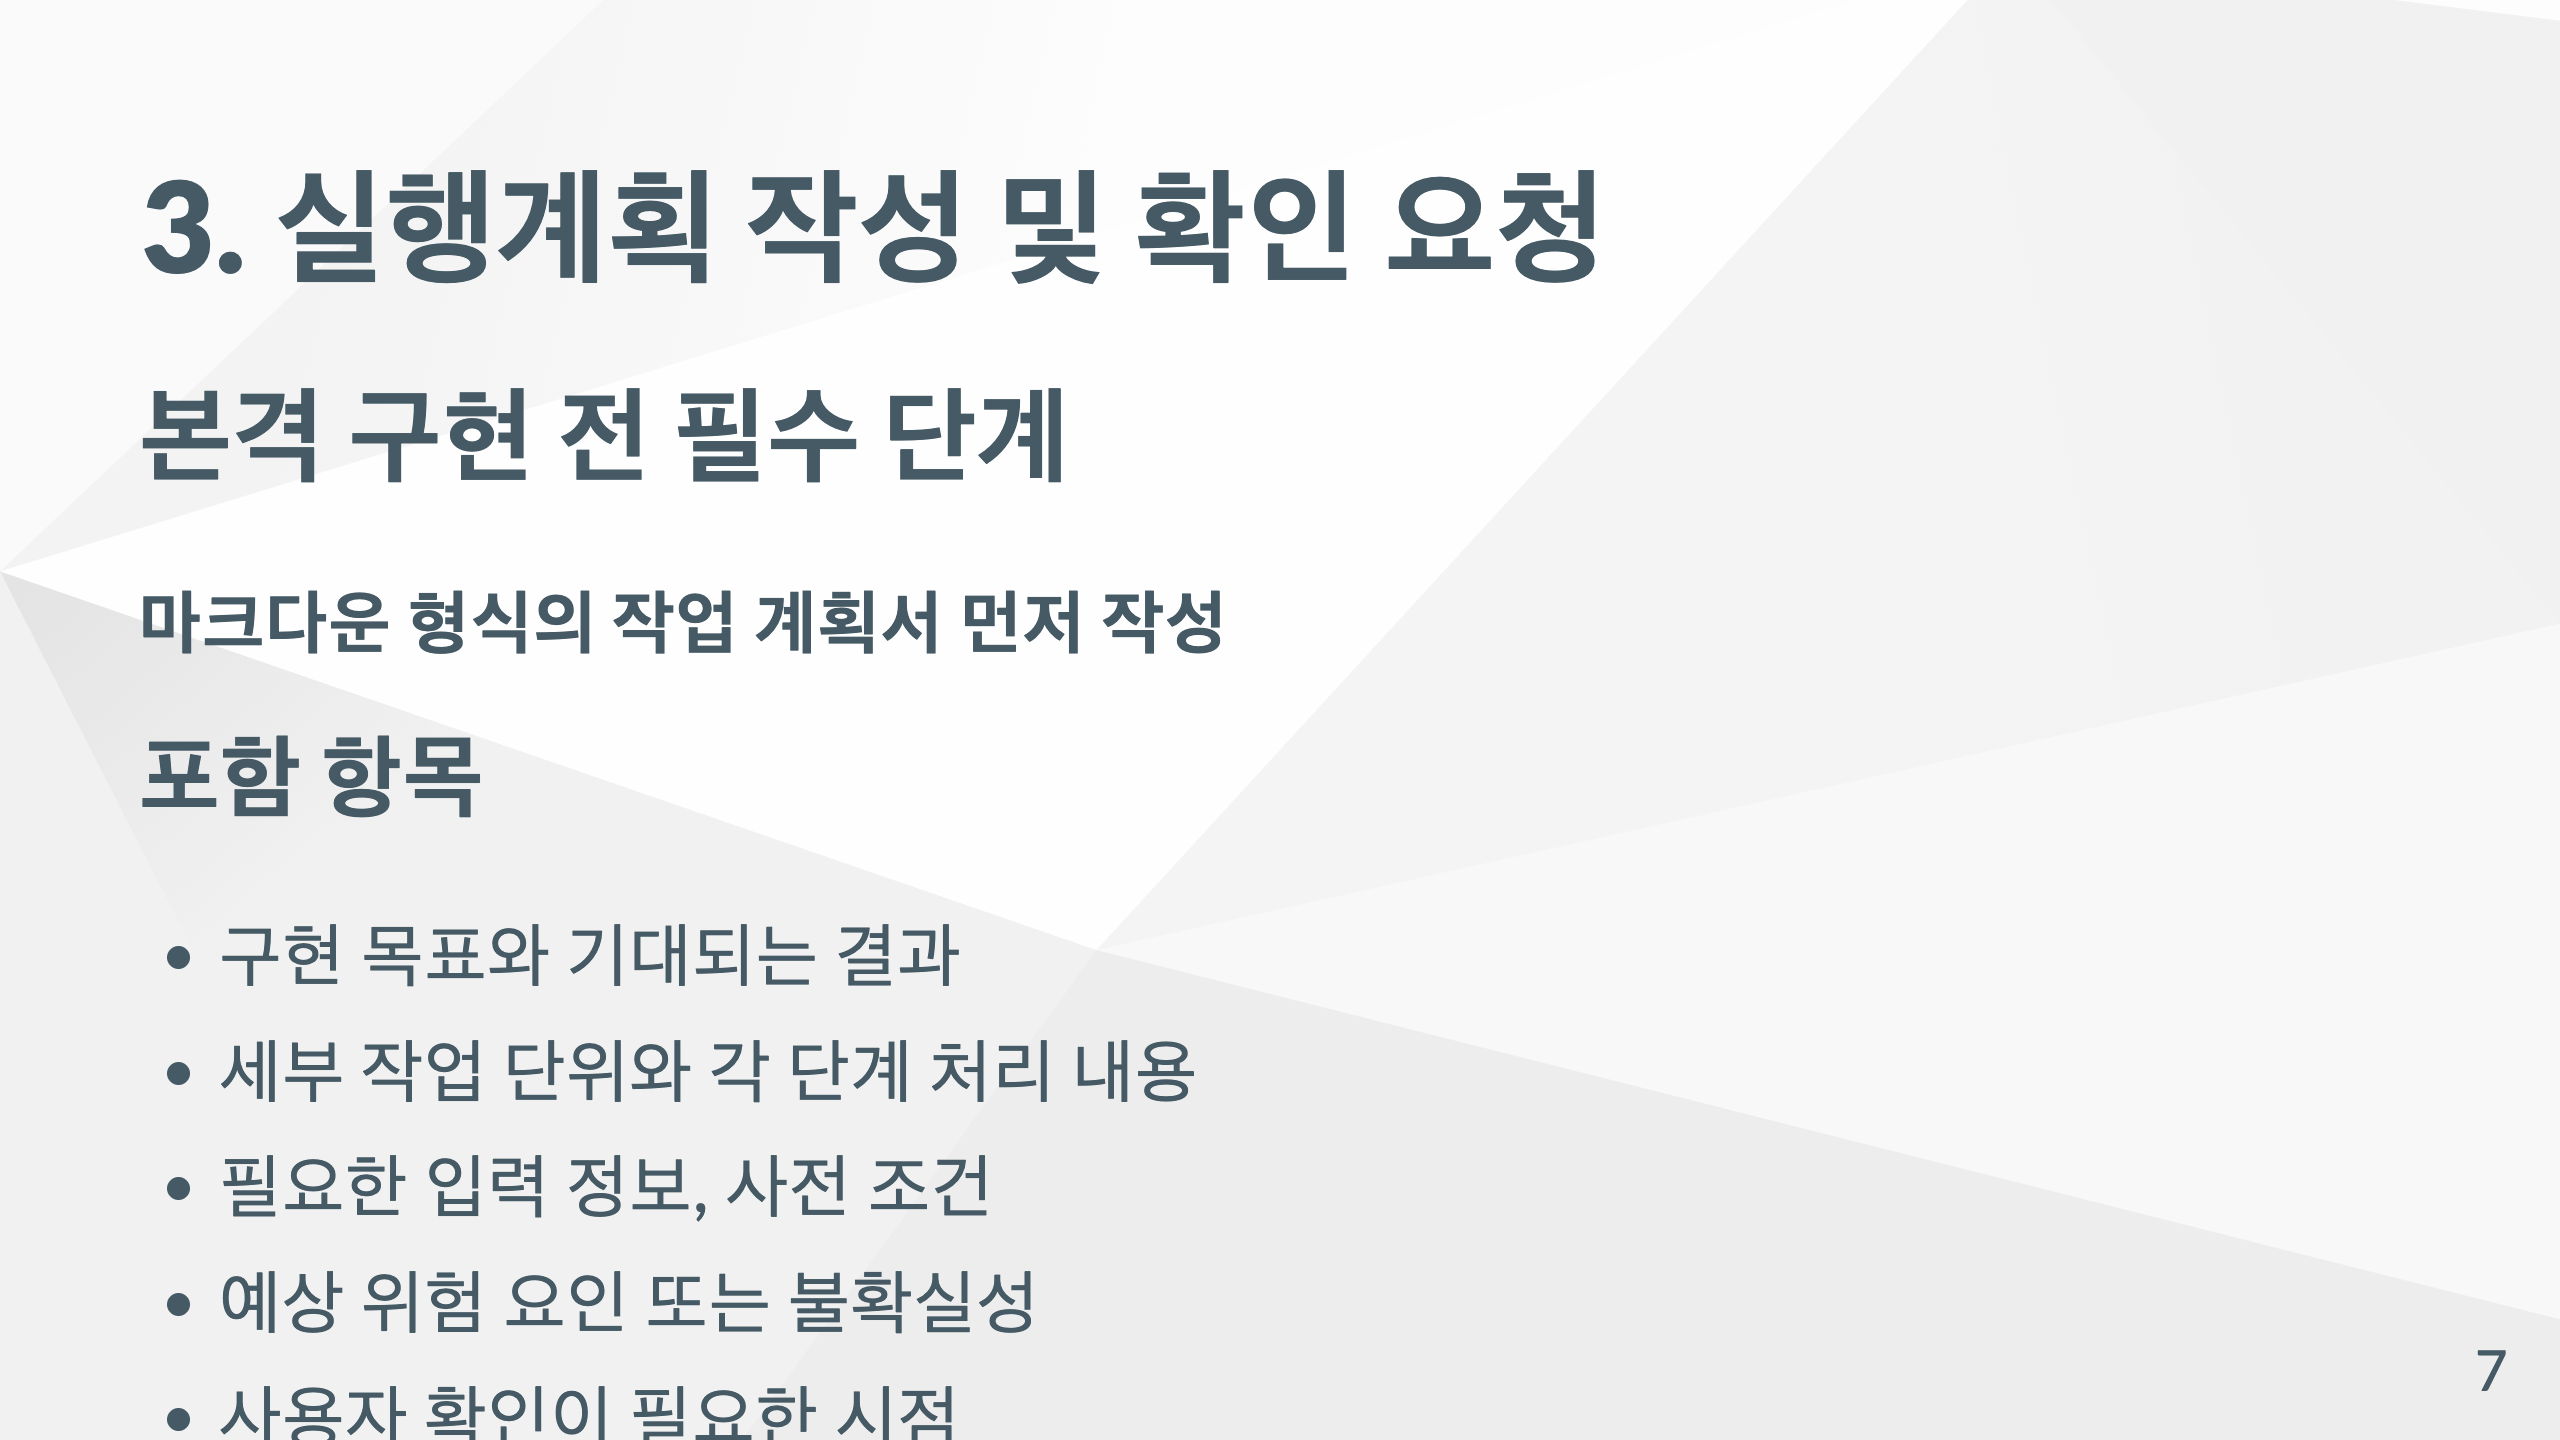 3. 실행계획 작성 및 확인 요청
본격 구현 전 필수 단계
마크다운 형식의 작업 계획서 먼저 작성
포함 항목
• 구현 목표와 기대되는 결과
• 세부 작업 단위와 각 단계 처리 내용
• 필요한 입력 정보, 사전 조건
• 예상 위험 요인 또는 불확실성
• 사용자 확인이 필요한 시점
7